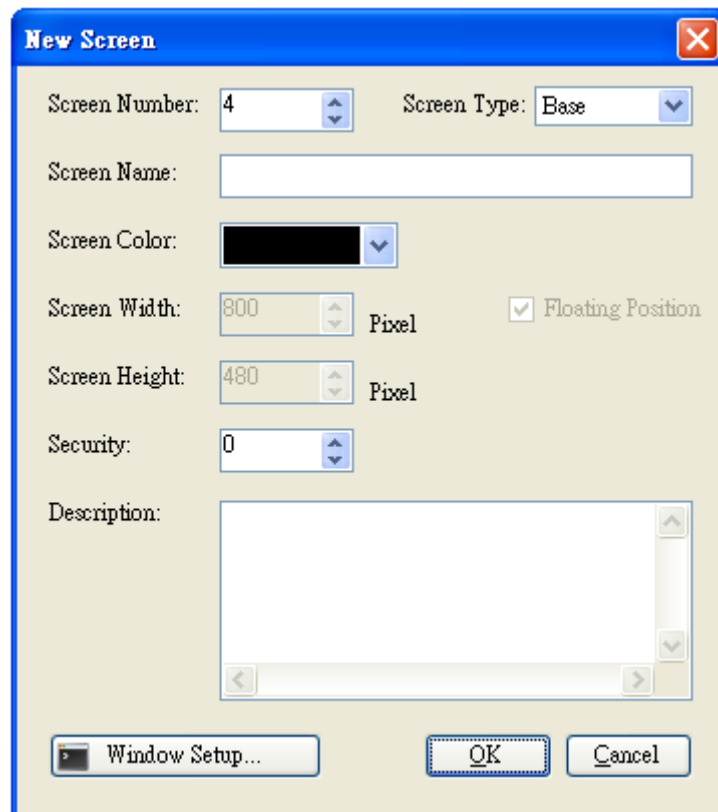 New Screen
Screen Number: 4 Screen Type: Base
Screen Name:
Screen Color:
Screen Width: 800 Pixel Floating Position
Screen Height: 480 Pixel
Security: 0
Description:
Window Setup... OK Cancel